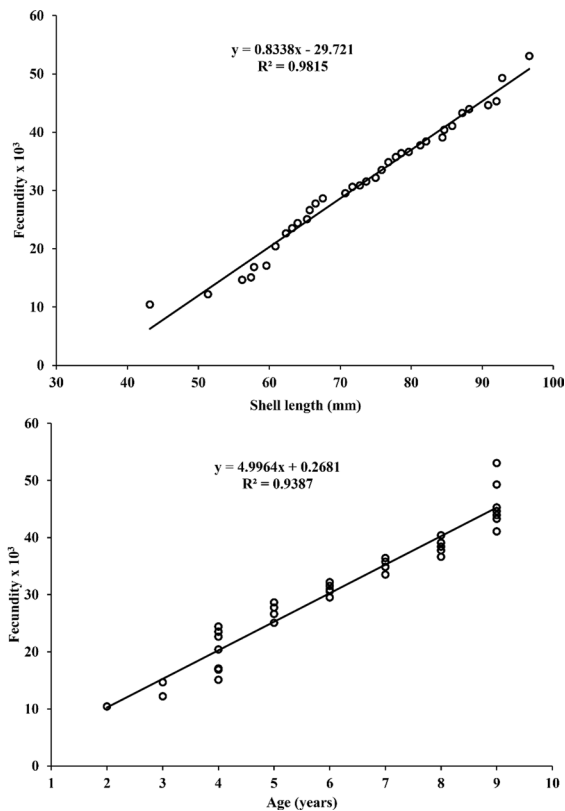 y = 0.8338x - 29.721
R² = 0.9815
Fecundity x 10³
60
50
40
30
20
10
0
30 40 50 60 70 80 90 100
Shell length (mm)
y = 4.9964x + 0.2681
R² = 0.9387
Fecundity x 10³
60
50
40
30
20
10
0
1 2 3 4 5 6 7 8 9 10
Age (years)